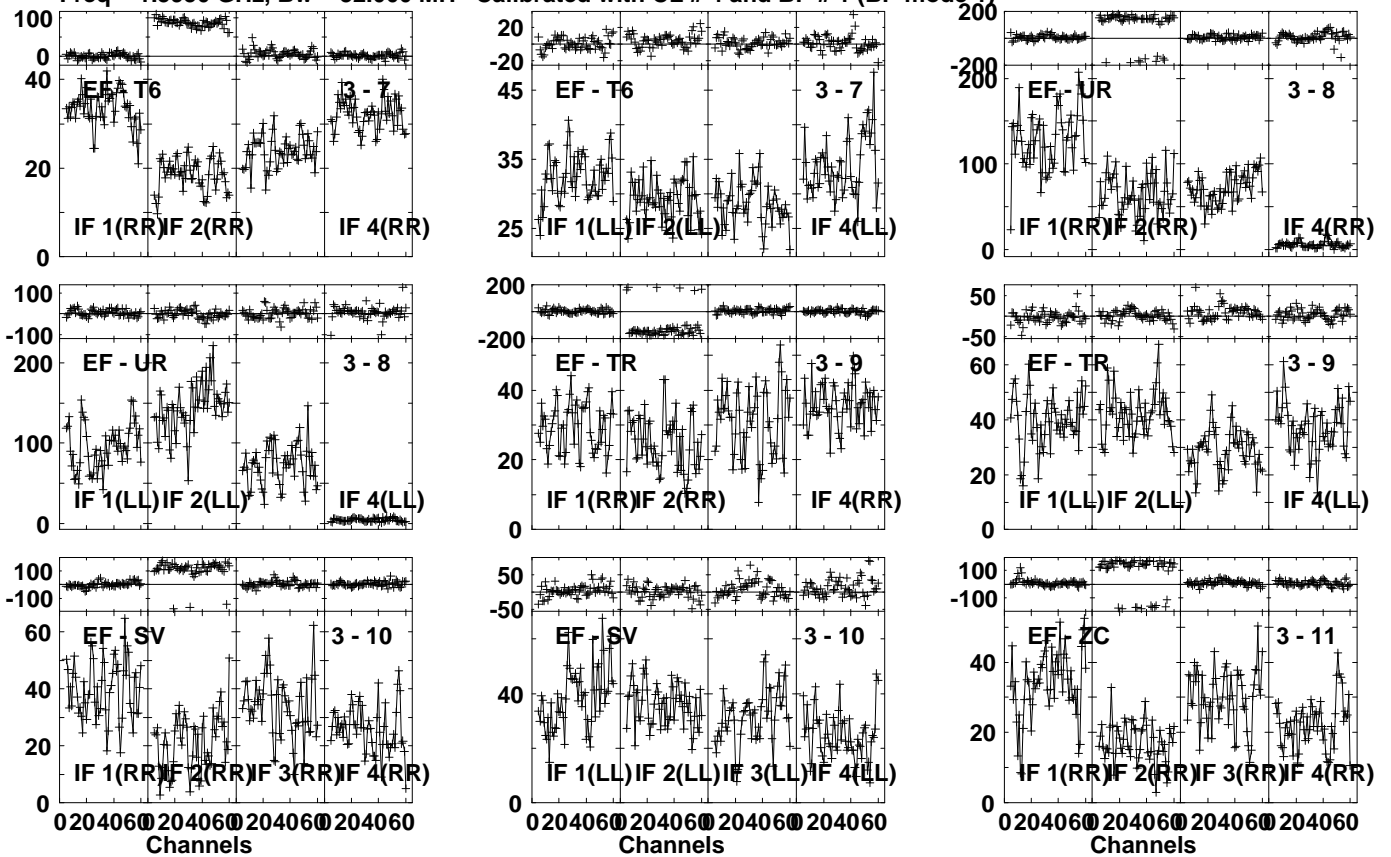 100
0
40
20
0
EF - T6
3 - 7
IF 1(RR) IF 2(RR) IF 4(RR)
20
-20
45
35
25
EF - T6
3 - 7
IF 1(LL) IF 2(LL) IF 4(LL)
200
-200
200
100
0
EF - UR
3 - 8
IF 1(RR) IF 2(RR) IF 4(RR)
100
-100
200
100
0
EF - UR
3 - 8
IF 1(LL) IF 2(LL) IF 4(LL)
200
-200
40
20
0
EF - TR
3 - 9
IF 1(RR) IF 2(RR) IF 4(RR)
50
-50
60
40
20
0
EF - TR
3 - 9
IF 1(LL) IF 2(LL) IF 4(LL)
100
-100
60
40
20
0
EF - SV
3 - 10
IF 1(RR) IF 2(RR) IF 3(RR) IF 4(RR)
0 20 40 60 0 20 40 60 0 20 40 60 0 20 40 60
Channels
50
-50
40
0
EF - SV
3 - 10
IF 1(LL) IF 2(LL) IF 3(LL) IF 4(LL)
0 20 40 60 0 20 40 60 0 20 40 60 0 20 40 60
Channels
100
-100
40
20
0
EF - ZC
3 - 11
IF 1(RR) IF 2(RR) IF 3(RR) IF 4(RR)
0 20 40 60 0 20 40 60 0 20 40 60 0 20 40 60
Channels